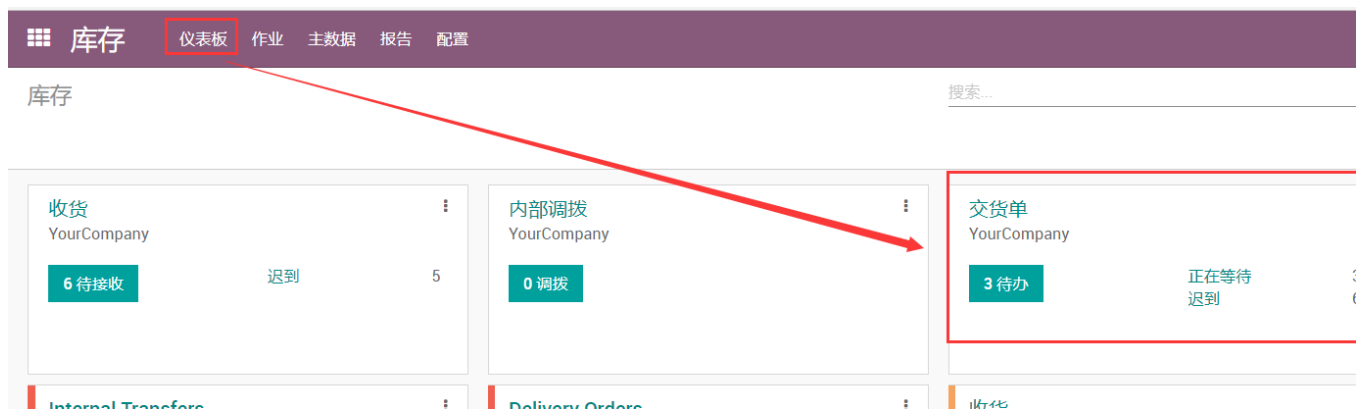 库存 仪表板 作业 主数据 报告 配置
库存 搜索...
收货
YourCompany
6 待接收 迟到 5
内部调拨
YourCompany
0 调拨
交货单
YourCompany
3 待办 正在等待
迟到
Internal Transfers
Delivery Orders
收货